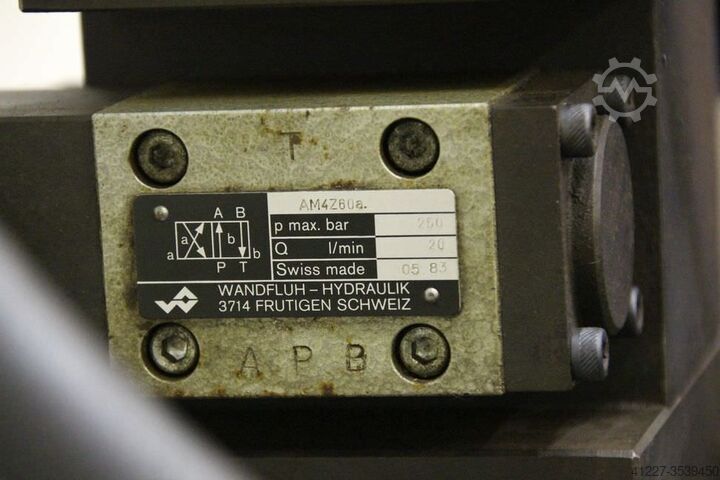 T
AM4Z60a.
A B
p max. bar 250
a a b b
Q l/min 20
P T
Swiss made 05 83
WANDFLUH – HYDRAULIK
3714 FRUTIGEN SCHWEIZ
A P B
41227-3539450